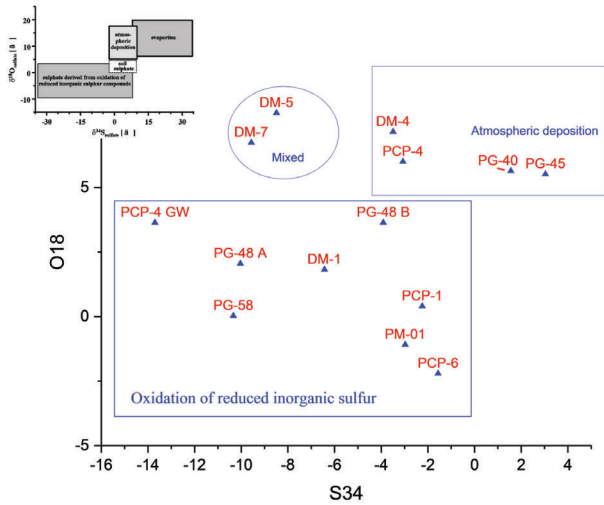 20
10
0
-10
δ¹⁸O sulfate [‰]
atmos-
pheric
deposition
evaporites
soil
sulphate
sulphate derived from oxidation of
reduced inorganic sulphur compounds
-30 -15 0 15 30
DM-5
DM-7
Mixed
DM-4
PCP-4
Atmospheric deposition
PG-40
PG-45
5
PCP-4 GW
PG-48 B
PG-48 A
DM-1
O18
PCP-1
PG-58
0
PM-01
PCP-6
Oxidation of reduced inorganic sulfur
-5
-16 -14 -12 -10 -8 -6 -4 -2 0 2 4
S34